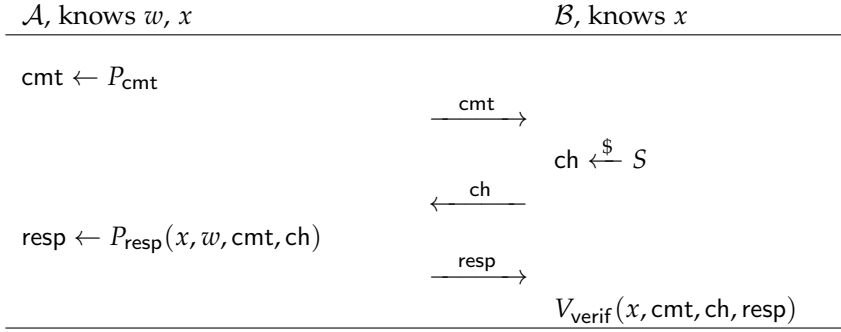 𝒜, knows w, x	ℬ, knows x
cmt ← P_cmt
cmt
ch ←$ S
ch
resp ← P_resp(x, w, cmt, ch)
resp
V_verif(x, cmt, ch, resp)